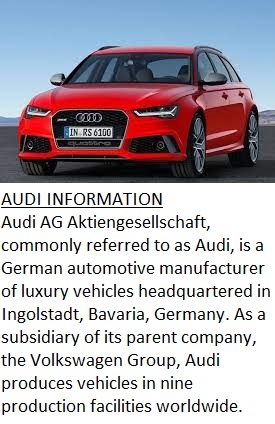 IN·RS 6100
quattro
AUDI INFORMATION
Audi AG Aktiengesellschaft,
commonly referred to as Audi, is a
German automotive manufacturer
of luxury vehicles headquartered in
Ingolstadt, Bavaria, Germany. As a
subsidiary of its parent company,
the Volkswagen Group, Audi
produces vehicles in nine
production facilities worldwide.